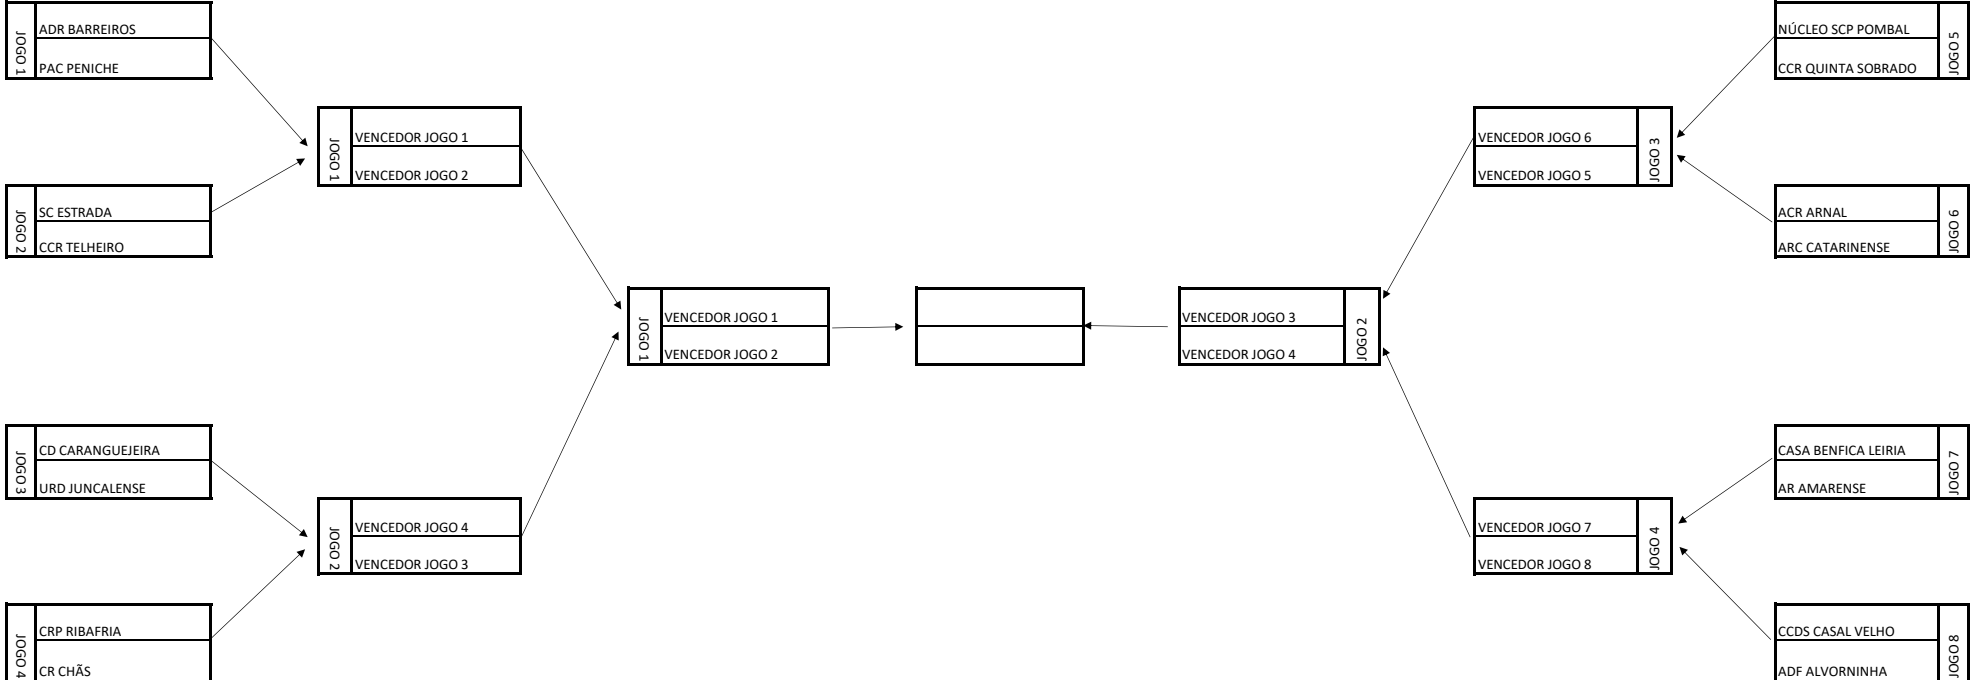 JOGO 1
ADR BARREIROS
PAC PENICHE
JOGO 2
SC ESTRADA
CCR TELHEIRO
JOGO 3
CD CARANGUEJEIRA
URD JUNCALENSE
JOGO 4
CRP RIBAFRIA
CR CHÃS
JOGO 1
VENCEDOR JOGO 1
VENCEDOR JOGO 2
JOGO 2
VENCEDOR JOGO 4
VENCEDOR JOGO 3
JOGO 1
VENCEDOR JOGO 1
VENCEDOR JOGO 2
VENCEDOR JOGO 3
VENCEDOR JOGO 4
JOGO 2
VENCEDOR JOGO 6
VENCEDOR JOGO 5
JOGO 3
VENCEDOR JOGO 7
VENCEDOR JOGO 8
JOGO 4
NÚCLEO SCP POMBAL
CCR QUINTA SOBRADO
JOGO 5
ACR ARNAL
ARC CATARINENSE
JOGO 6
CASA BENFICA LEIRIA
AR AMARENSE
JOGO 7
CCDS CASAL VELHO
ADF ALVORNINHA
JOGO 8